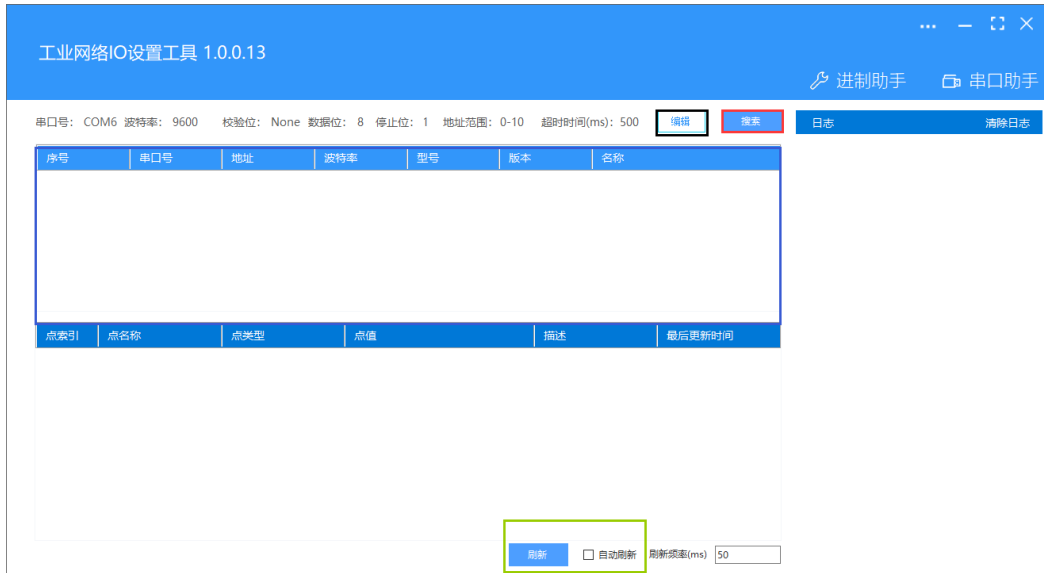 工业网络IO设置工具 1.0.0.13
进制助手 串口助手
串口号： COM6 波特率： 9600 校验位： None 数据位： 8 停止位： 1 地址范围：0-10 超时时间(ms)：500 编辑 搜索 日志 清除日志
序号 串口号 地址 波特率 型号 版本 名称
点索引 点名称 点类型 点值 描述 最后更新时间
刷新 自动刷新 刷新频率(ms) 50